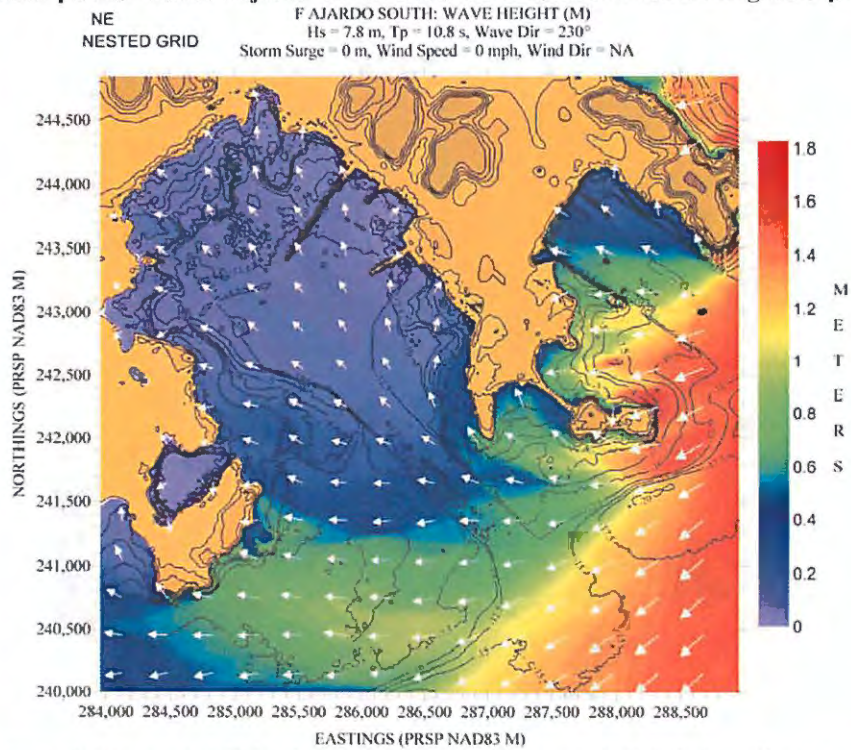 NE
NESTED GRID
F AJARDO SOUTH: WAVE HEIGHT (M)
Hs = 7.8 m, Tp = 10.8 s, Wave Dir = 230°
Storm Surge = 0 m, Wind Speed = 0 mph, Wind Dir = NA
NORTHINGS (PRSP NAD83 M)
244,500
244,000
243,500
243,000
242,500
242,000
241,500
241,000
240,500
240,000
284,000 284,500 285,000 285,500 286,000 286,500 287,000 287,500 288,000 288,500
EASTINGS (PRSP NAD83 M)
1.8
1.6
1.4
1.2
1
0.8
0.6
0.4
0.2
0
METERS